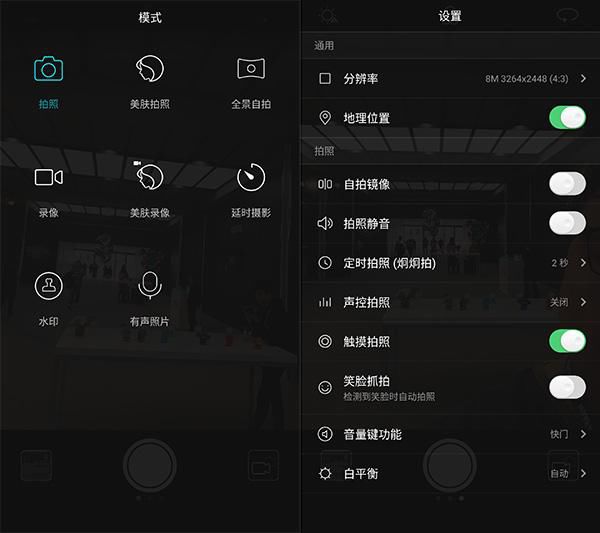 模式
拍照
美肤拍照
全景自拍
录像
美肤录像
延时摄影
水印
有声照片
设置
通用
分辨率 8M 3264x2448 (4:3)
地理位置
拍照
自拍镜像
拍照静音
定时拍照 (炯炯拍) 2 秒
声控拍照 关闭
触摸拍照
笑脸抓拍
检测到笑脸时自动拍照
音量键功能 快门
白平衡 自动